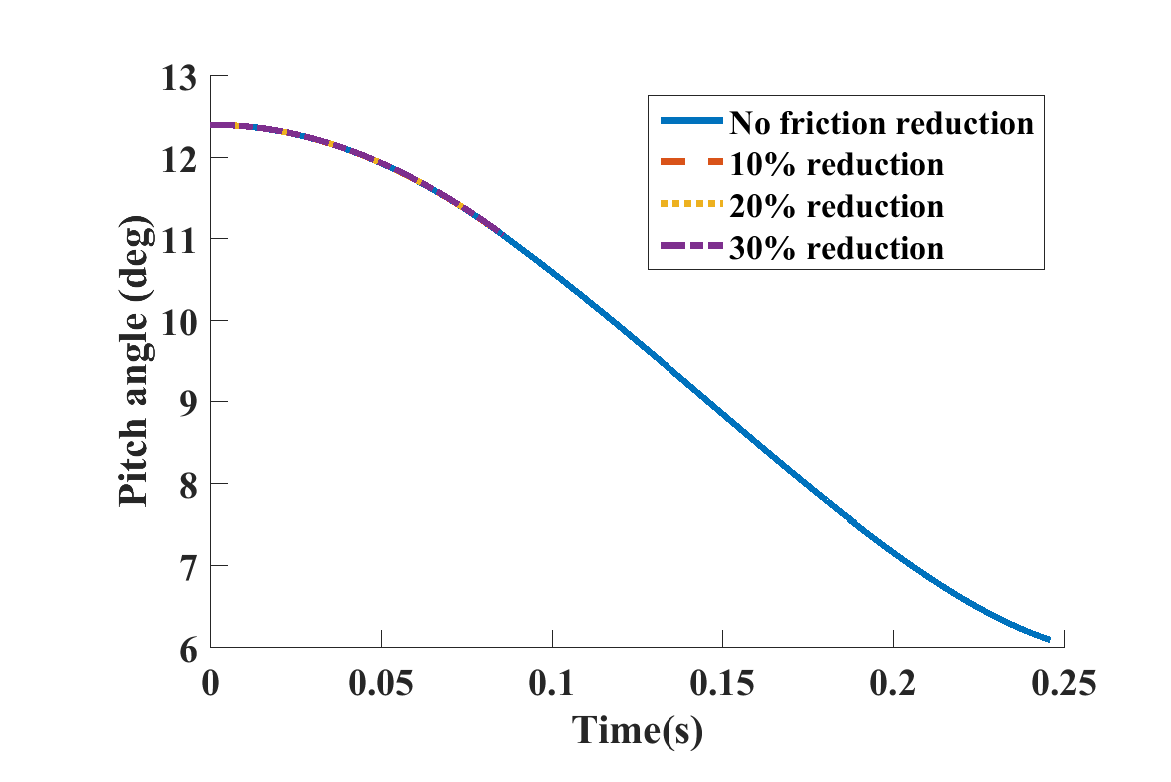 13
12
11
10
9
8
7
6
Pitch angle (deg)
No friction reduction
10% reduction
20% reduction
30% reduction
0 0.05 0.1 0.15 0.2 0.25
Time(s)